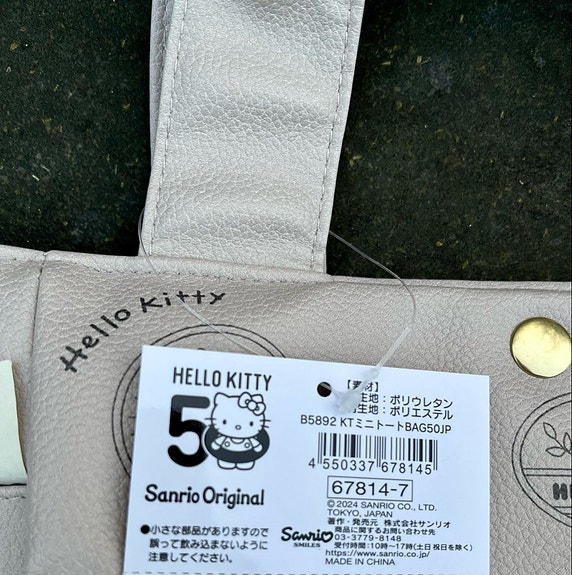 Hello Kitty
HELLO KITTY
50
Sanrio Original
●小さな部品がありますので
誤って飲み込まないように
注意してください。
【素材】
生地：ポリウレタン
生地：ポリエステル
B5892 KTミニトートBAG50JP
4 550337 678145
67814-7
© 2024 SANRIO CO., LTD.
TOKYO, JAPAN
著作・発売元 株式会社サンリオ
商品に関するお問い合わせ先
Sanrio
SMILES
03-3779-8148
受付時間：10時～17時（土日祝日を除く）
https://www.sanrio.co.jp/
MADE IN CHINA